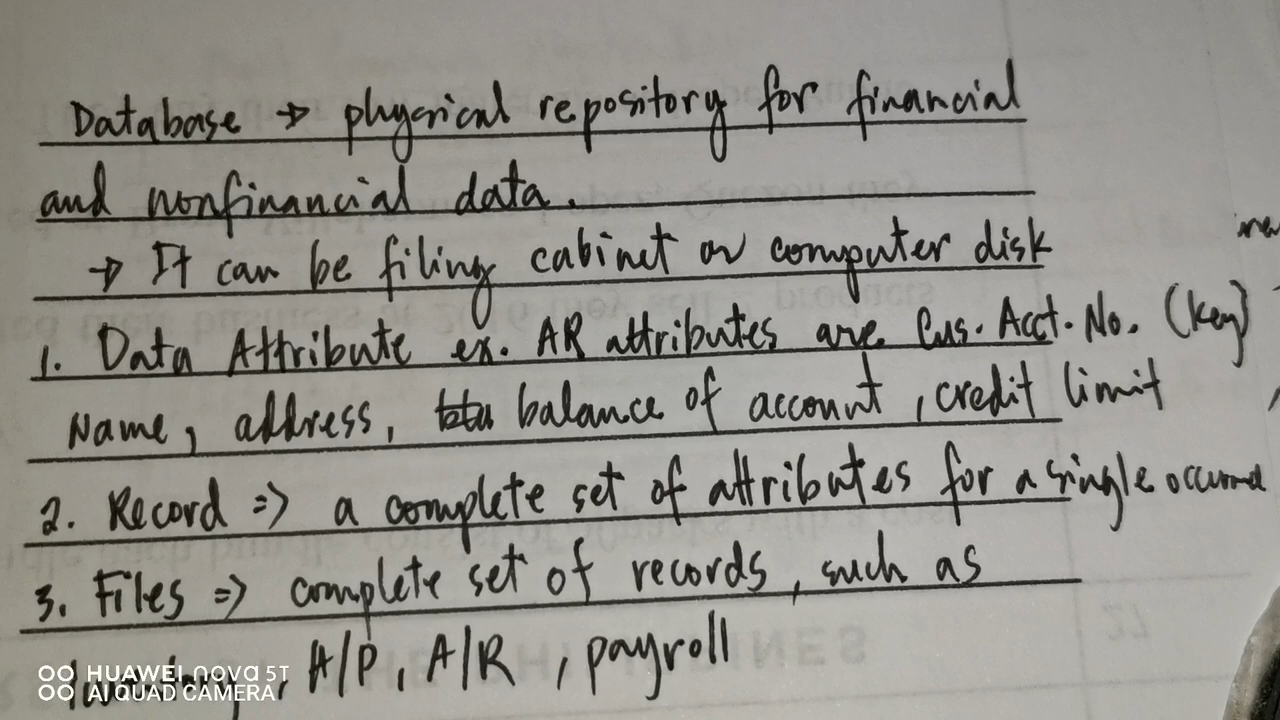 Database → physical repository for financial
and nonfinancial data.
→ It can be filing cabinet or computer disk
1. Data Attribute ex. AR attributes are Cus. Acct. No. (key)
Name, address, balance of account, credit limit
2. Record => a complete set of attributes for a single
3. Files => complete set of records, such as
Inventory, A/P, A/R, payroll
HUAWEI nova 5T
AI QUAD CAMERA